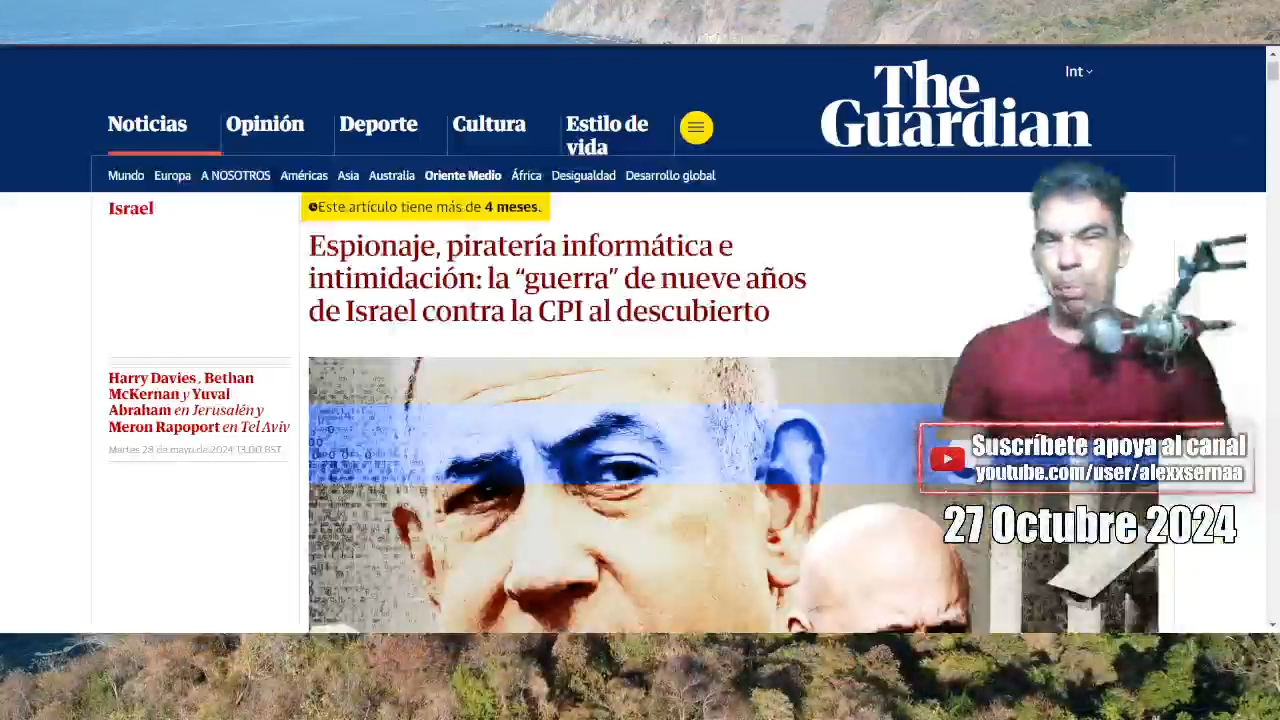 The
Guardian
Int
Noticias
Opinión
Deporte
Cultura
Estilo de
vida
Mundo
Europa
A NOSOTROS
Américas
Asia
Australia
Oriente Medio
África
Desigualdad
Desarrollo global
Israel
Este artículo tiene más de 4 meses.
Espionaje, piratería informática e
intimidación: la “guerra” de nueve años
de Israel contra la CPI al descubierto
Harry Davies, Bethan
McKernan y Yuval
Abraham en Jerusalén y
Meron Rapoport en Tel Aviv
Martes 28 de mayo de 2024 13.00 BST
Suscríbete apoya al canal
youtube.com/user/alexxsernaa
27 Octubre 2024